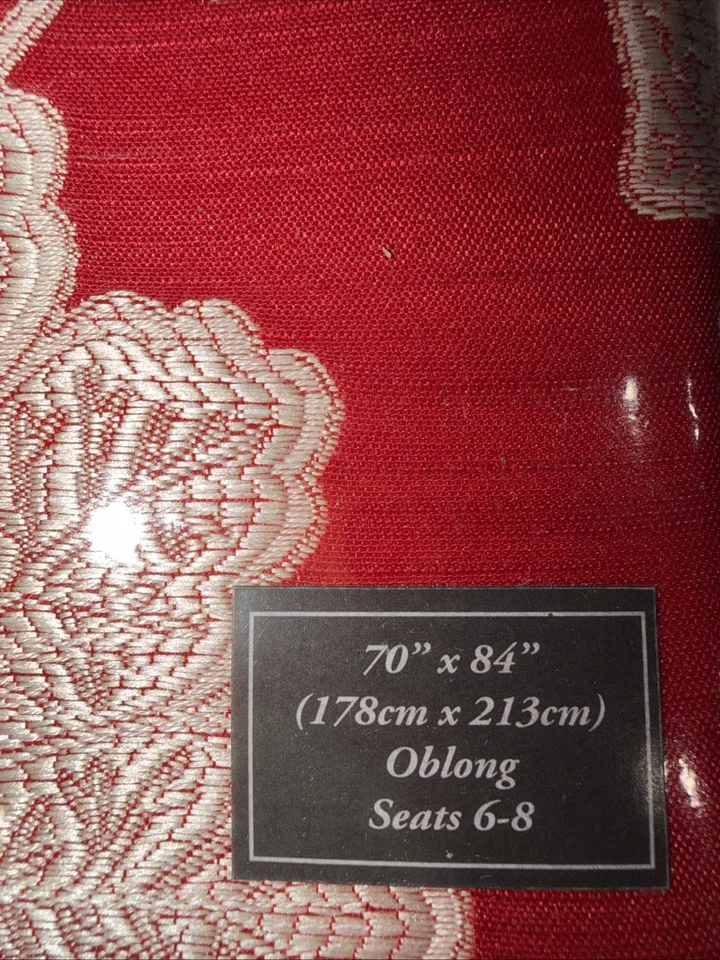 70” x 84”
(178cm x 213cm)
Oblong
Seats 6-8